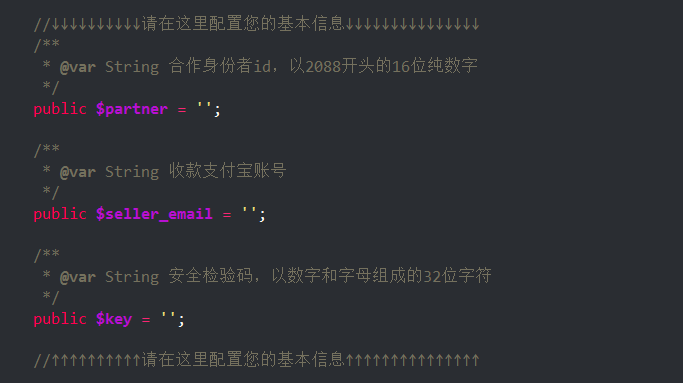 //↓↓↓↓↓↓↓↓↓↓请在这里配置您的基本信息↓↓↓↓↓↓↓↓↓↓↓↓↓↓↓
/**
* @var String 合作身份者id，以2088开头的16位纯数字
*/
public $partner = '';
/**
* @var String 收款支付宝账号
*/
public $seller_email = '';
/**
* @var String 安全检验码，以数字和字母组成的32位字符
*/
public $key = '';
//↑↑↑↑↑↑↑↑↑↑请在这里配置您的基本信息↑↑↑↑↑↑↑↑↑↑↑↑↑↑↑